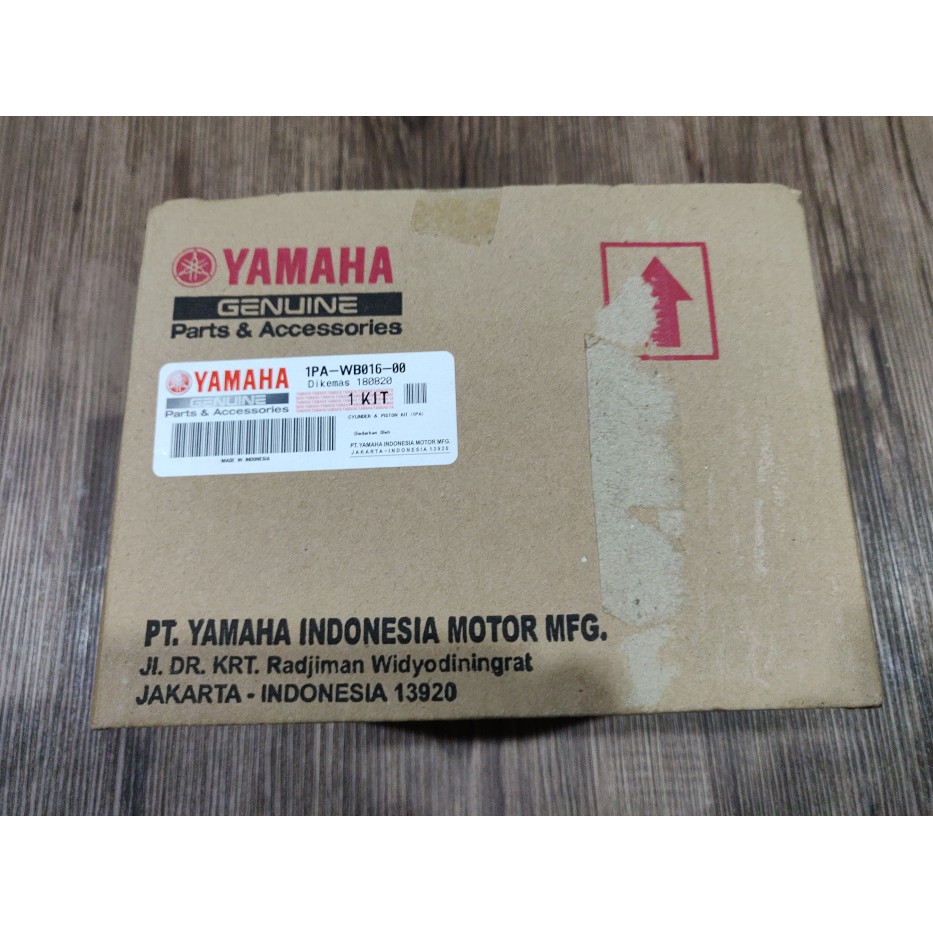 YAMAHA
GENUINE
Parts & Accessories
YAMAHA
GENUINE
Parts & Accessories
1PA-WB016-00
Dikemas 180820
1 KIT
CYLINDER & PISTON KIT (1PA)
Diedarkan Oleh
PT. YAMAHA INDONESIA MOTOR MFG.
JAKARTA - INDONESIA 13920
MADE IN INDONESIA
PT. YAMAHA INDONESIA MOTOR MFG.
Jl. DR. KRT. Radjiman Widyodiningrat
JAKARTA - INDONESIA 13920